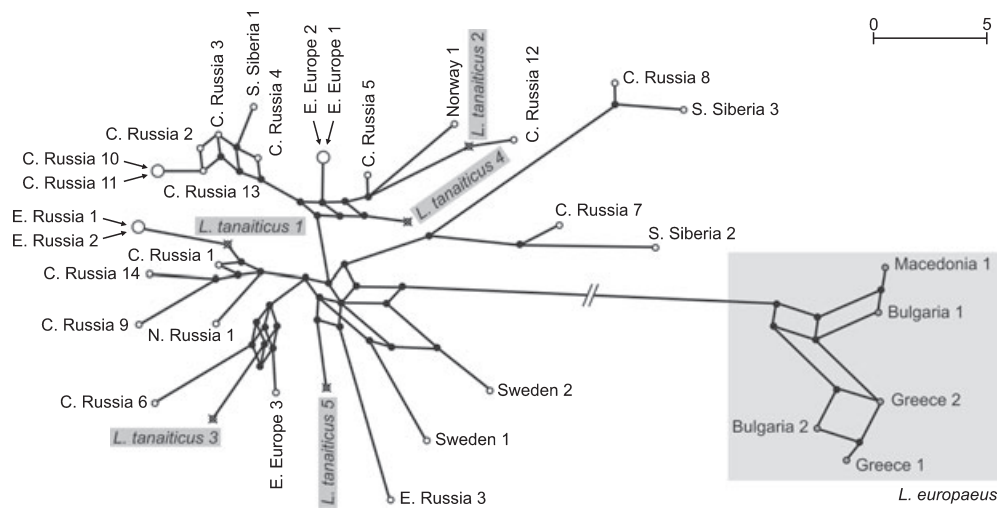 0 5
S. Siberia 1
C. Russia 3
C. Russia 4
E. Europe 2
E. Europe 1
C. Russia 5
Norway 1
L. tanaiticus 2
C. Russia 12
C. Russia 8
S. Siberia 3
C. Russia 2
C. Russia 10
C. Russia 11
C. Russia 13
L. tanaiticus 4
E. Russia 1
E. Russia 2
L. tanaiticus 1
C. Russia 7
S. Siberia 2
C. Russia 1
C. Russia 14
C. Russia 9
N. Russia 1
Macedonia 1
Bulgaria 1
Sweden 2
C. Russia 6
L. tanaiticus 3
E. Europe 3
L. tanaiticus 5
Sweden 1
E. Russia 3
Greece 2
Bulgaria 2
Greece 1
L. europaeus